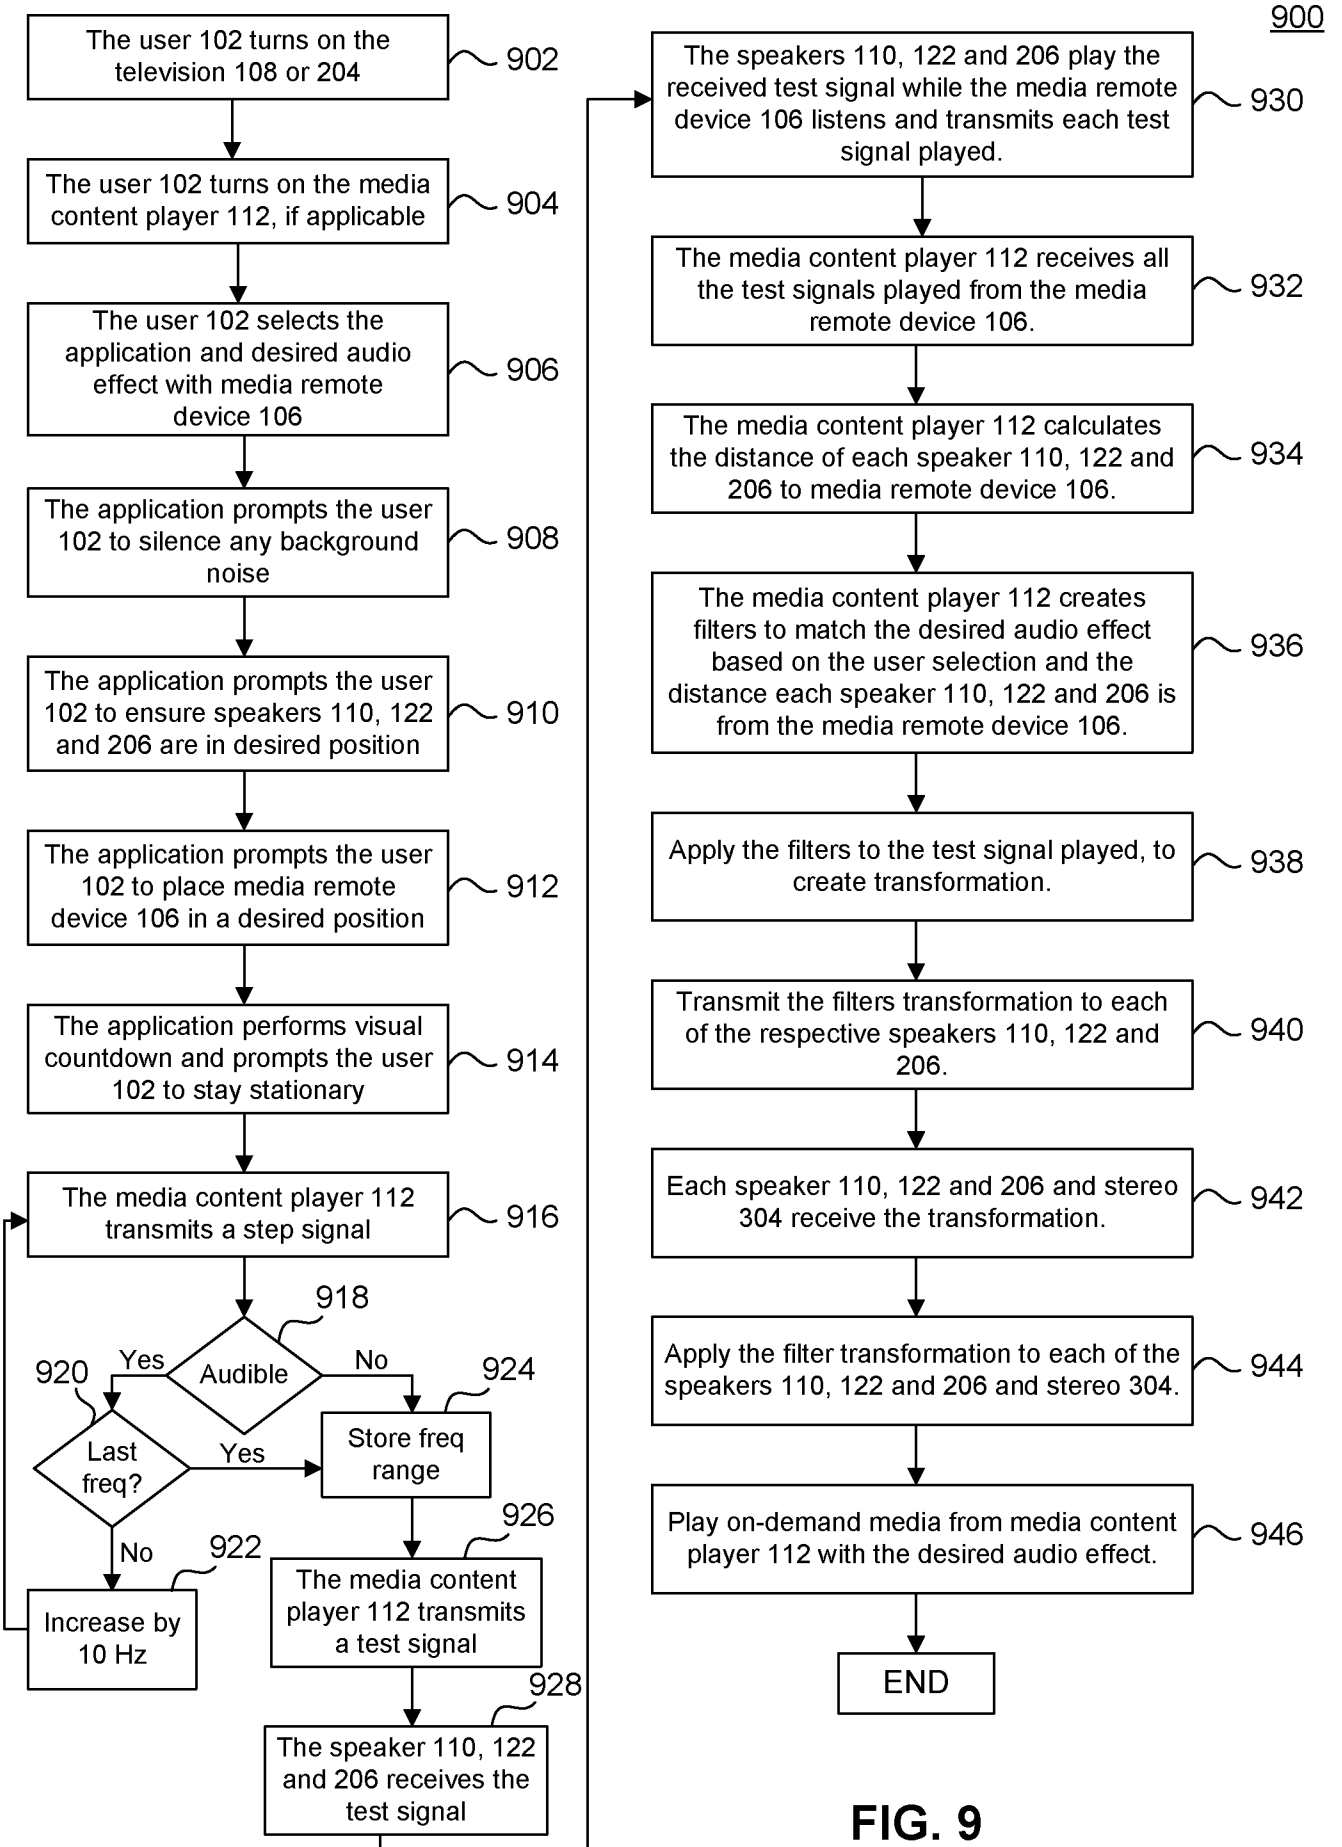 900
The user 102 turns on the
television 108 or 204
902
The user 102 turns on the media
content player 112, if applicable
904
The user 102 selects the
application and desired audio
effect with media remote
device 106
906
The application prompts the user
102 to silence any background
noise
908
The application prompts the user
102 to ensure speakers 110, 122
and 206 are in desired position
910
The application prompts the user
102 to place media remote
device 106 in a desired position
912
The application performs visual
countdown and prompts the user
102 to stay stationary
914
The media content player 112
transmits a step signal
916
918
Audible
Yes
No
920
Last
freq?
Yes
No
922
Increase by
10 Hz
924
Store freq
range
926
The media content
player 112 transmits
a test signal
928
The speaker 110, 122
and 206 receives the
test signal
The speakers 110, 122 and 206 play the
received test signal while the media remote
device 106 listens and transmits each test
signal played.
930
The media content player 112 receives all
the test signals played from the media
remote device 106.
932
The media content player 112 calculates
the distance of each speaker 110, 122 and
206 to media remote device 106.
934
The media content player 112 creates
filters to match the desired audio effect
based on the user selection and the
distance each speaker 110, 122 and 206 is
from the media remote device 106.
936
Apply the filters to the test signal played, to
create transformation.
938
Transmit the filters transformation to each
of the respective speakers 110, 122 and
206.
940
Each speaker 110, 122 and 206 and stereo
304 receive the transformation.
942
Apply the filter transformation to each of the
speakers 110, 122 and 206 and stereo 304.
944
Play on-demand media from media content
player 112 with the desired audio effect.
946
END
FIG. 9